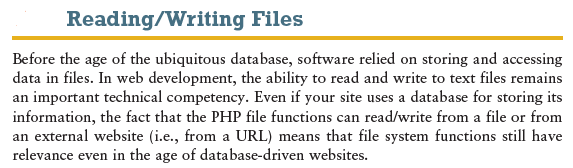 Reading/Writing Files
Before the age of the ubiquitous database, software relied on storing and accessing
data in files. In web development, the ability to read and write to text files remains
an important technical competency. Even if your site uses a database for storing its
information, the fact that the PHP file functions can read/write from a file or from
an external website (i.e., from a URL) means that file system functions still have
relevance even in the age of database-driven websites.